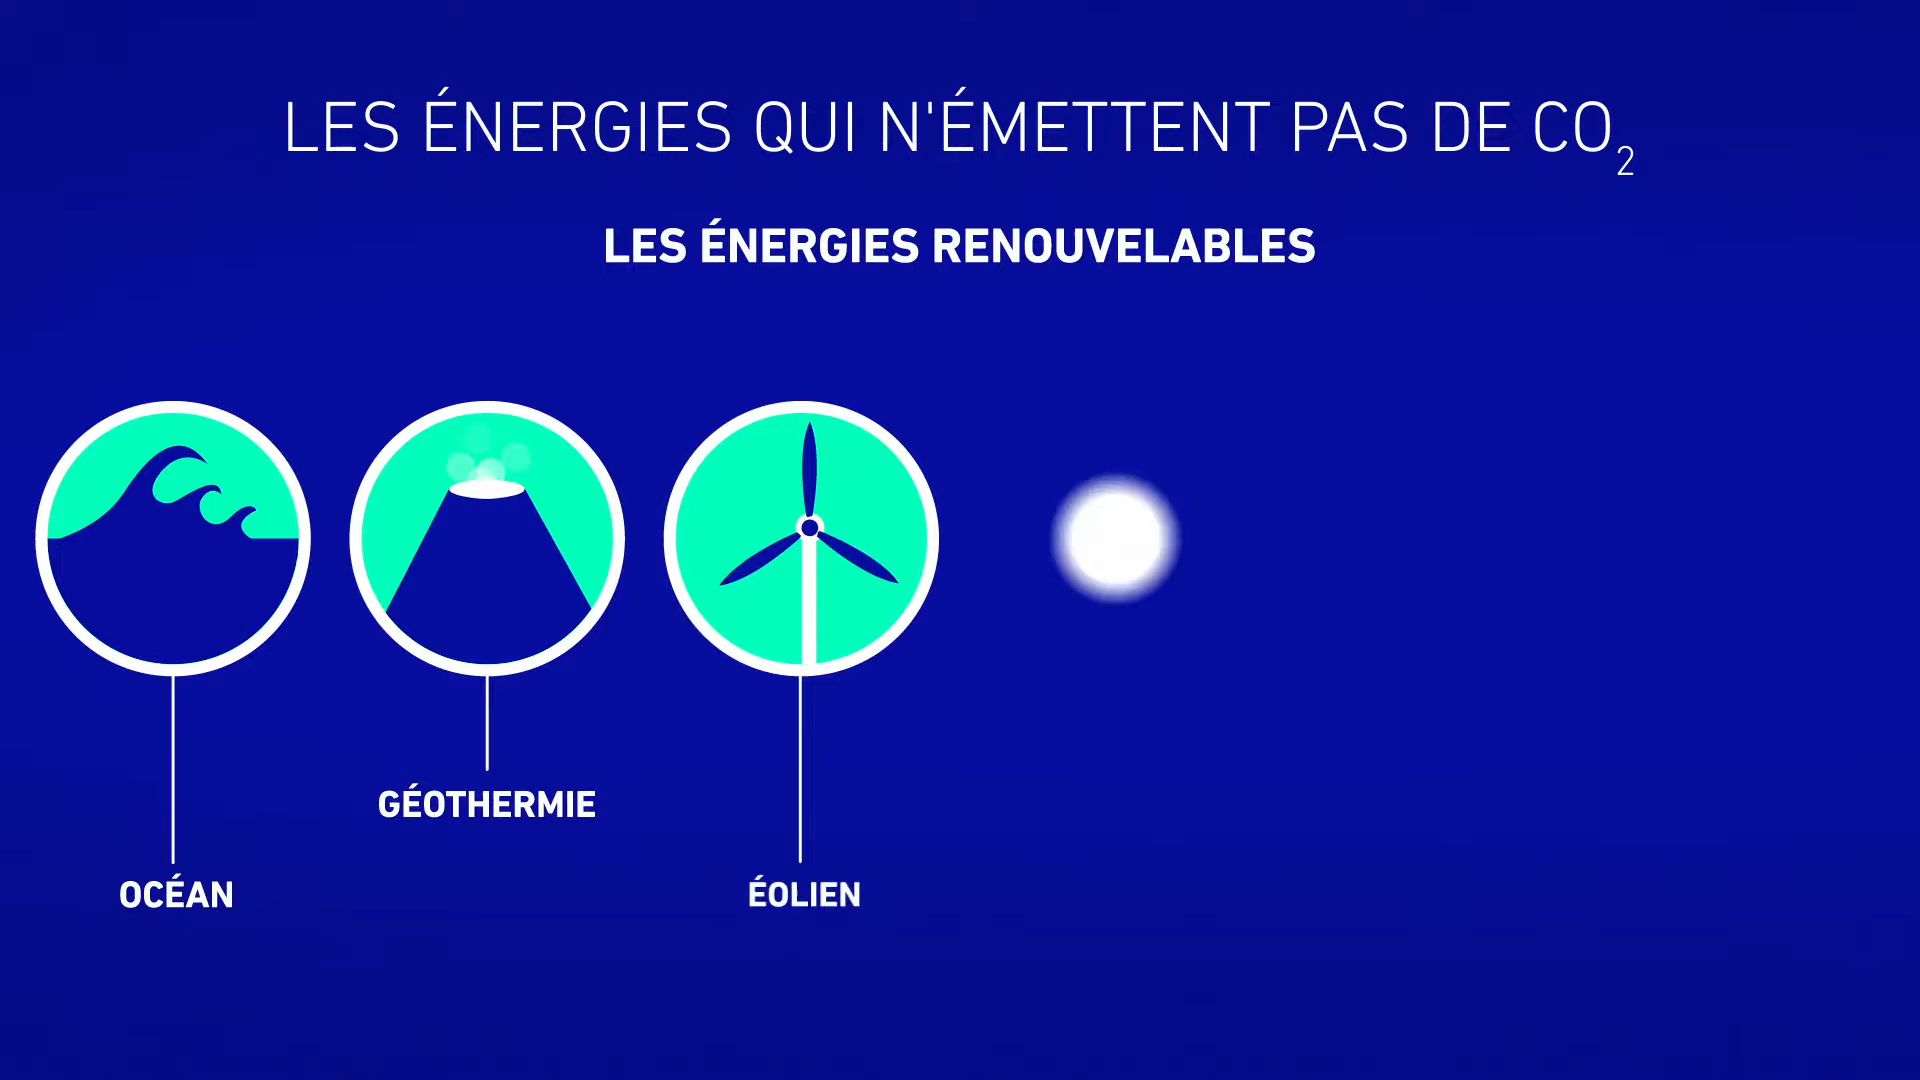 LES ÉNERGIES QUI N'ÉMETTENT PAS DE CO₂
LES ÉNERGIES RENOUVELABLES
GÉOTHERMIE
OCÉAN
ÉOLIEN